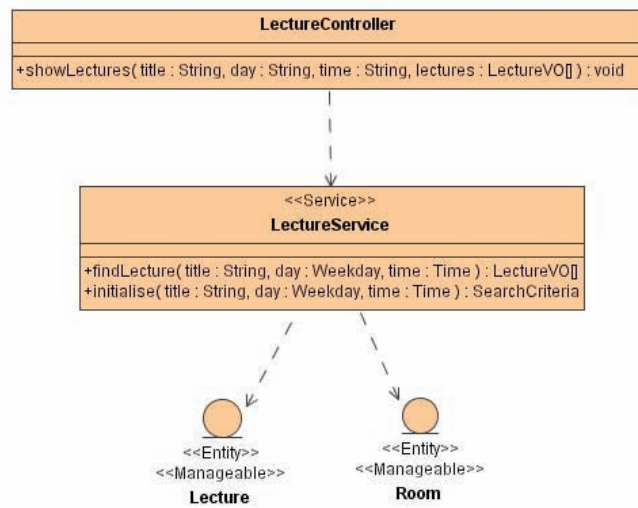 LectureController
+showLectures( title : String, day : String, time : String, lectures : LectureVO[] ) : void
<<Service>>
LectureService
+findLecture( title : String, day : Weekday, time : Time ) : LectureVO[]
+initialise( title : String, day : Weekday, time : Time ) : SearchCriteria
<<Entity>>
<<Manageable>>
Lecture
<<Entity>>
<<Manageable>>
Room